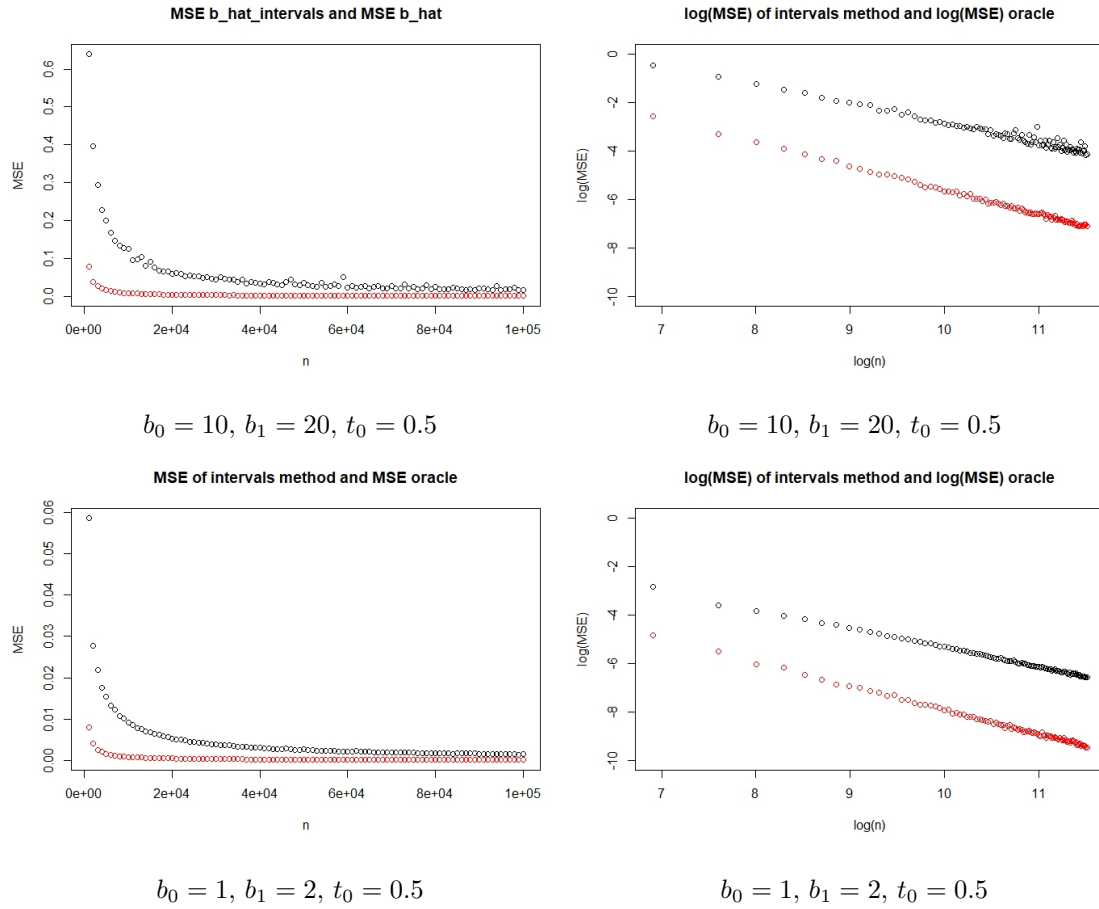 MSE b_hat_intervals and MSE b_hat
MSE
0.0 0.1 0.2 0.3 0.4 0.5 0.6
0e+00 2e+04 4e+04 6e+04 8e+04 1e+05
n
b₀ = 10, b₁ = 20, t₀ = 0.5
log(MSE) of intervals method and log(MSE) oracle
log(MSE)
-10 -8 -6 -4 -2 0
7 8 9 10 11
log(n)
b₀ = 10, b₁ = 20, t₀ = 0.5
MSE of intervals method and MSE oracle
MSE
0.00 0.01 0.02 0.03 0.04 0.05 0.06
0e+00 2e+04 4e+04 6e+04 8e+04 1e+05
n
b₀ = 1, b₁ = 2, t₀ = 0.5
log(MSE) of intervals method and log(MSE) oracle
log(MSE)
-10 -8 -6 -4 -2 0
7 8 9 10 11
log(n)
b₀ = 1, b₁ = 2, t₀ = 0.5